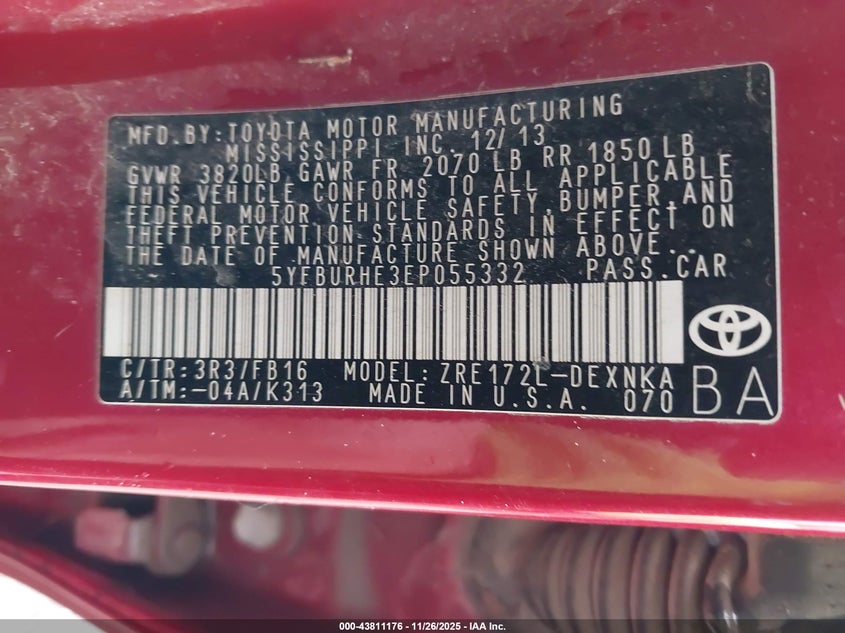 MFD.BY:TOYOTA MOTOR MANUFACTURING
MISSISSIPPI INC. 12/13
GVWR 3820LB GAWR FR 2070 LB RR 1850LB
THIS VEHICLE CONFORMS TO ALL APPLICABLE
FEDERAL MOTOR VEHICLE SAFETY,BUMPER,AND
THEFT PREVENTION STANDARDS IN EFFECT ON
THE DATE OF MANUFACTURE SHOWN ABOVE..
5YFBURHE3EP055332 PASS.CAR
C/TR:3R3/FB16 MODEL:ZRE172L-DEXNKA
A/TM:-04A/K313 MADE IN U.S.A. 070
BA
000-43811176 - 11/26/2025 - IAA Inc.